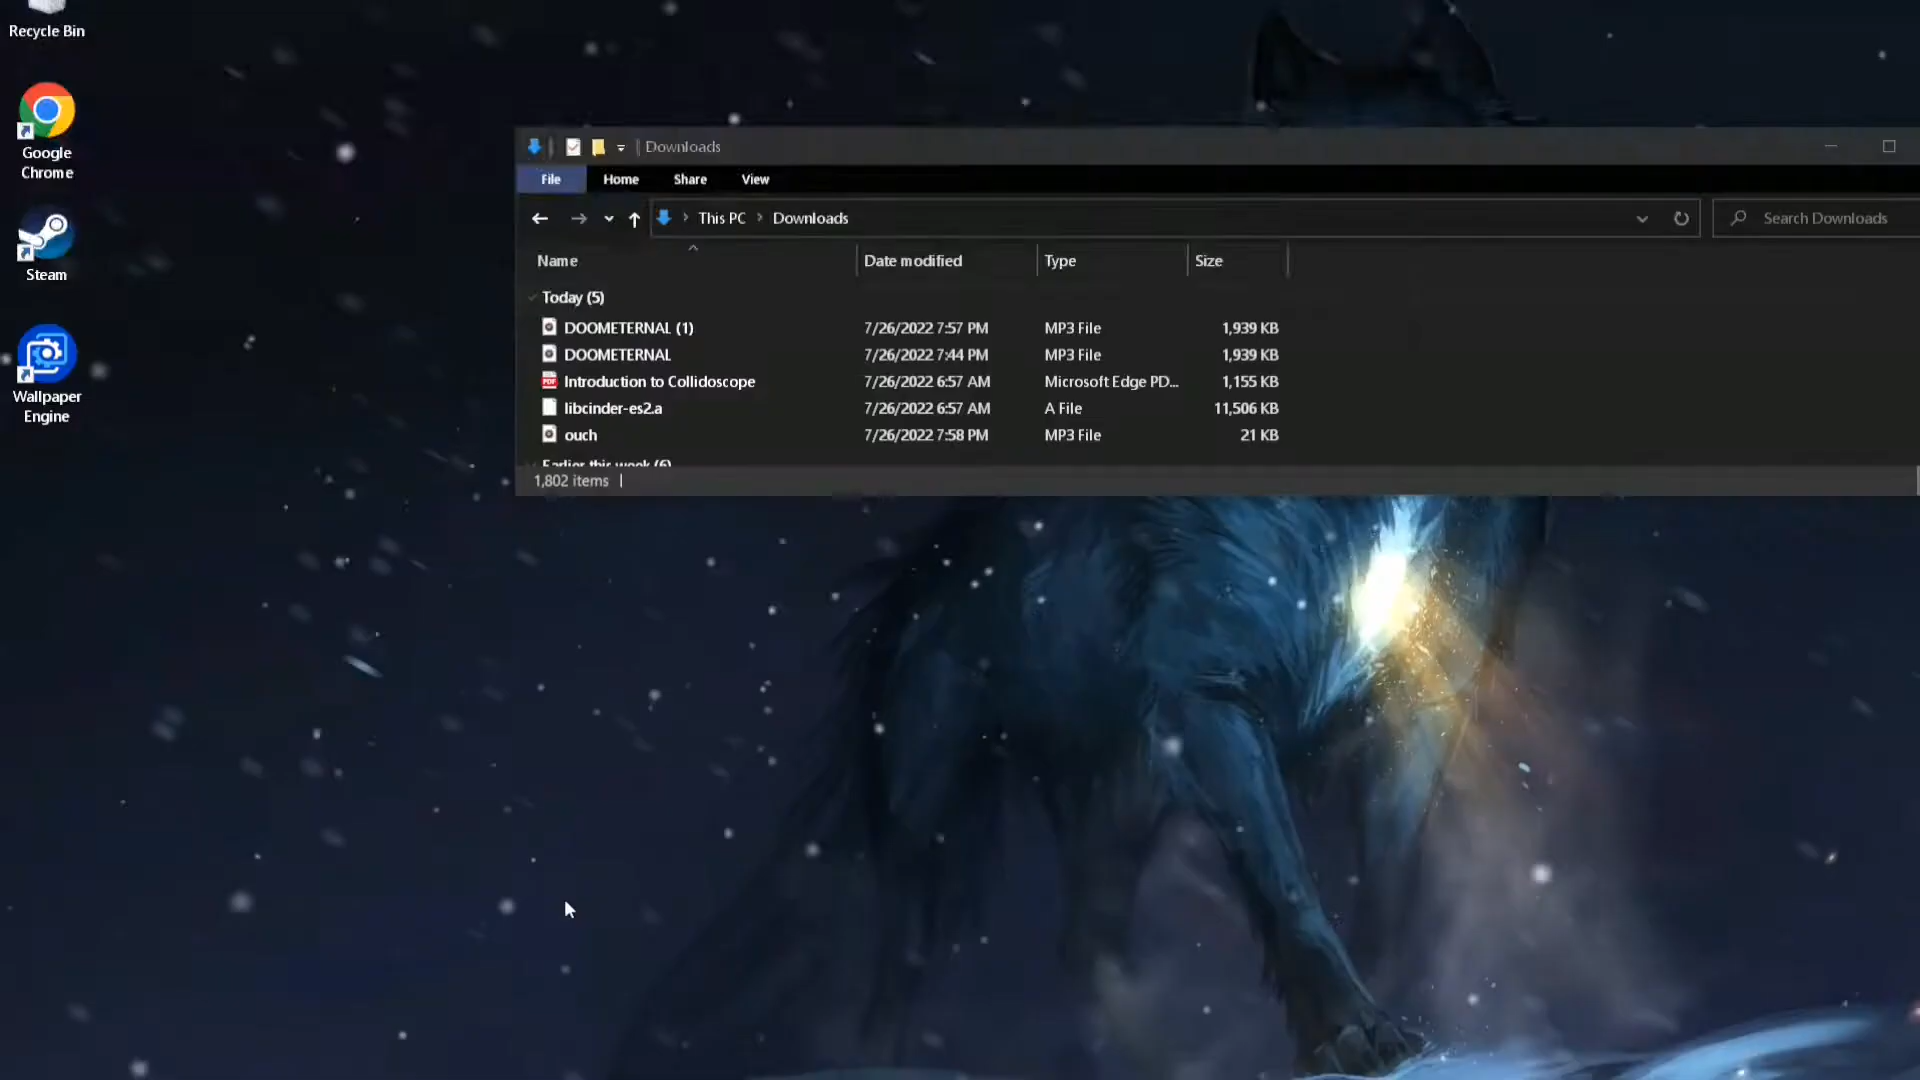 Recycle Bin
Google
Chrome
Steam
Wallpaper
Engine
Downloads
File Home Share View
This PC Downloads
Search Downloads
Name Date modified Type Size
Today (5)
DOOMETERNAL (1) 7/26/2022 7:57 PM MP3 File 1,939 KB
DOOMETERNAL 7/26/2022 7:44 PM MP3 File 1,939 KB
Introduction to Collidoscope 7/26/2022 6:57 AM Microsoft Edge PD... 1,155 KB
libcinder-es2.a 7/26/2022 6:57 AM A File 11,506 KB
ouch 7/26/2022 7:58 PM MP3 File 21 KB
Earlier this week (6)
1,802 items